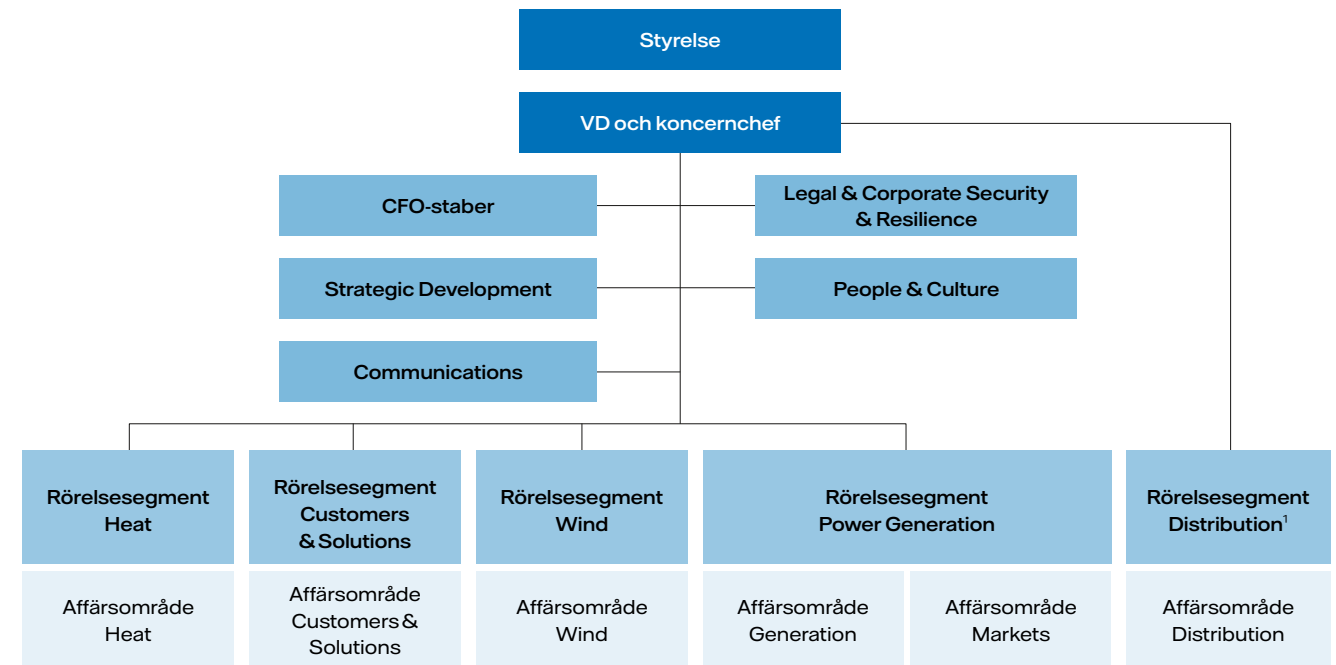 Styrelse
VD och koncernchef
CFO-staber
Legal & Corporate Security
& Resilience
Strategic Development
People & Culture
Communications
Rörelsesegment
Heat
Rörelsesegment
Customers
& Solutions
Rörelsesegment
Wind
Rörelsesegment
Power Generation
Rörelsesegment
Distribution¹
Affärsområde
Heat
Affärsområde
Customers &
Solutions
Affärsområde
Wind
Affärsområde
Generation
Affärsområde
Markets
Affärsområde
Distribution